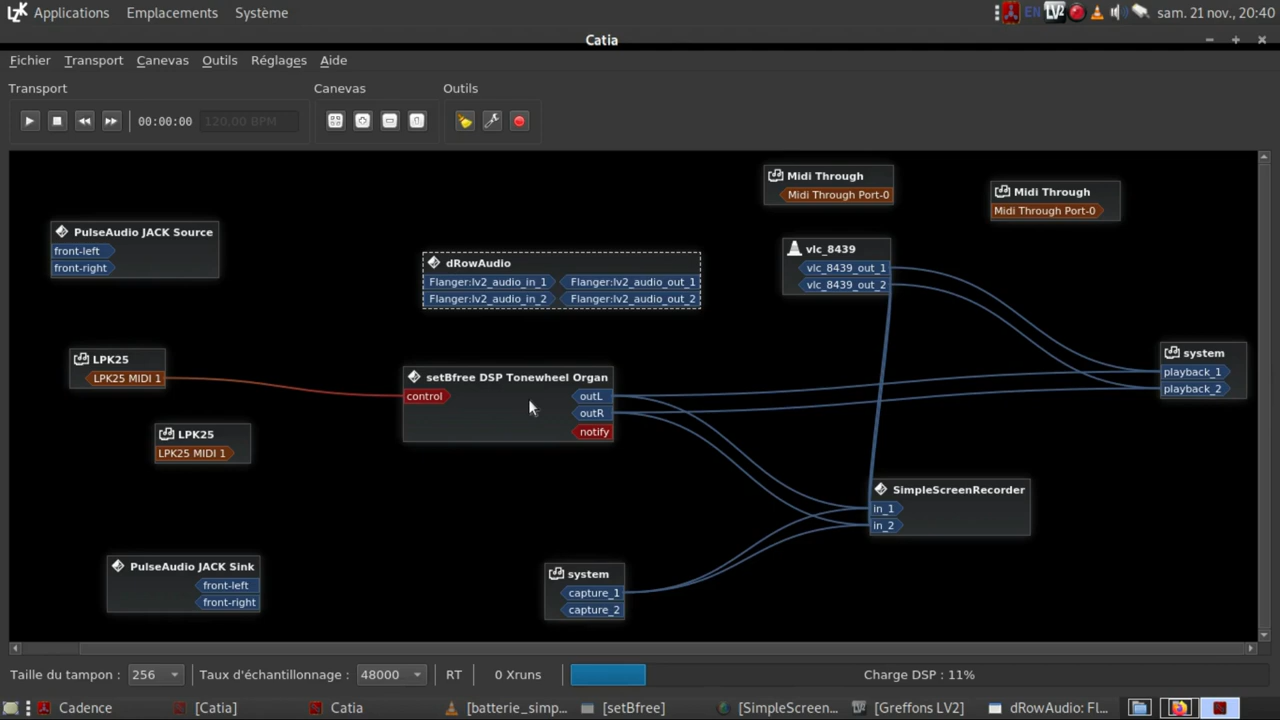 Applications Emplacements Système EN LV2 sam. 21 nov., 20:40
Catia
Fichier Transport Canevas Outils Réglages Aide
Transport Canevas Outils
00:00:00 120,00 BPM
Midi Through
Midi Through Port-0
Midi Through
Midi Through Port-0
PulseAudio JACK Source
front-left
front-right
dRowAudio
Flanger:lv2_audio_in_1 Flanger:lv2_audio_out_1
Flanger:lv2_audio_in_2 Flanger:lv2_audio_out_2
vlc_8439
vlc_8439_out_1
vlc_8439_out_2
system
playback_1
playback_2
LPK25
LPK25 MIDI 1
setBfree DSP Tonewheel Organ
control outL
outR
notify
LPK25
LPK25 MIDI 1
SimpleScreenRecorder
in_1
in_2
PulseAudio JACK Sink
front-left
front-right
system
capture_1
capture_2
Taille du tampon : 256 Taux d'échantillonnage : 48000 RT 0 Xruns Charge DSP : 11%
Cadence [Catia] Catia [batterie_simp... [setBfree] [SimpleScreen... [Greffons LV2] dRowAudio: Fl...